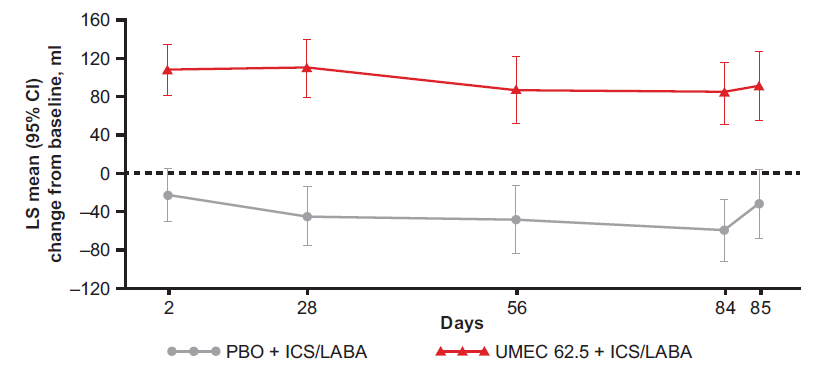 160
120
80
40
0
–40
–80
–120
LS mean (95% CI)
change from baseline, ml
2 28 56 84 85
Days
PBO + ICS/LABA UMEC 62.5 + ICS/LABA